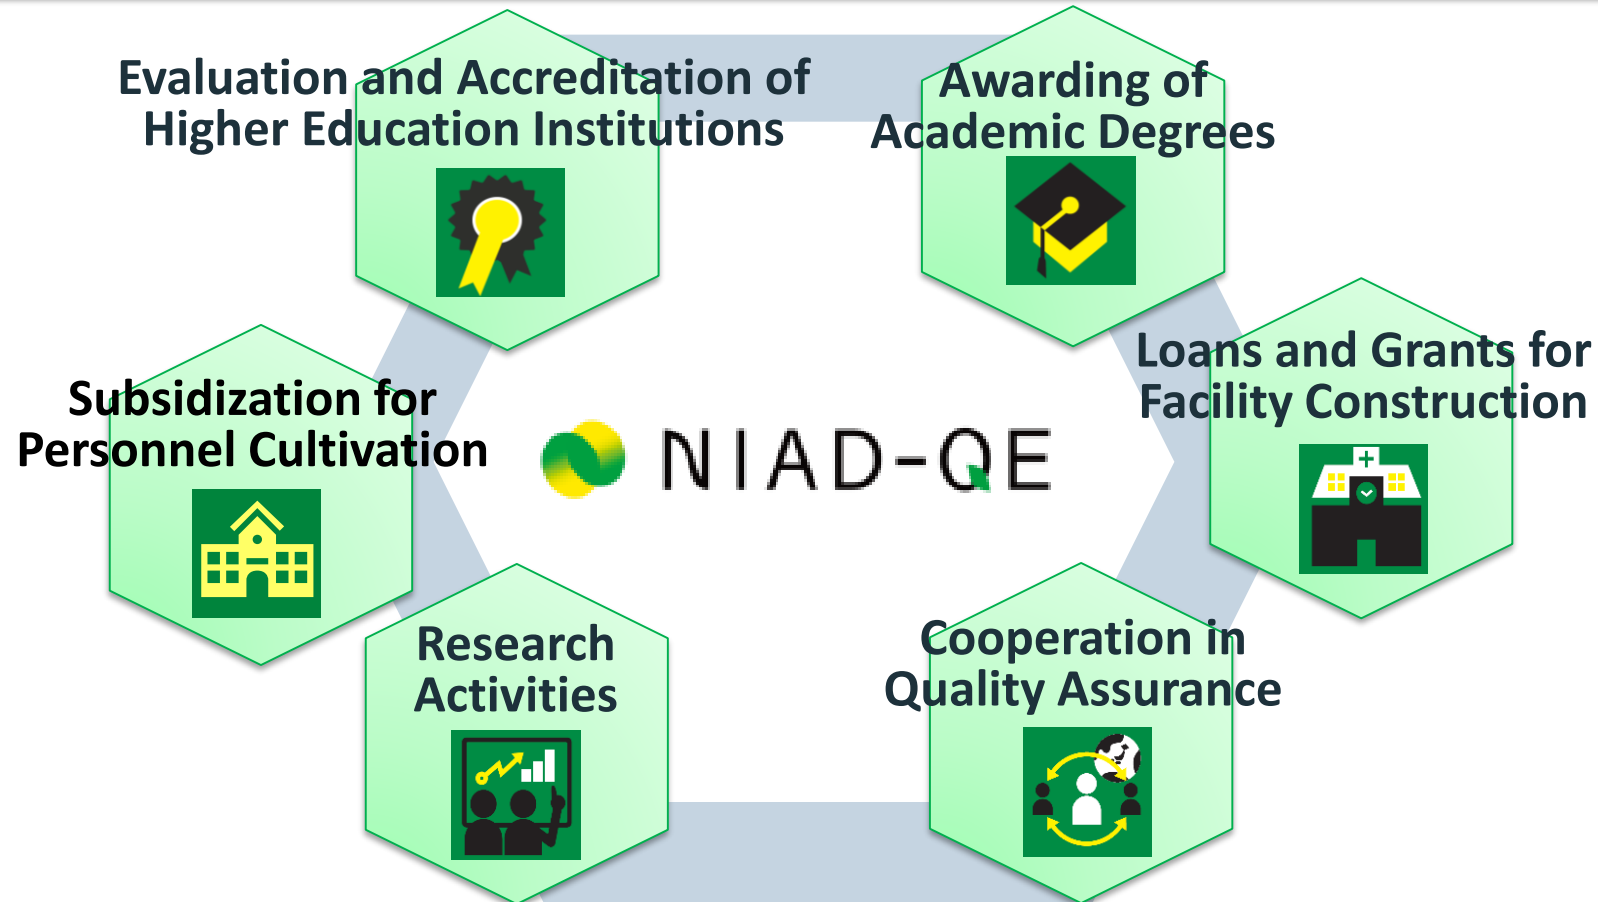 Evaluation and Accreditation of
Higher Education Institutions
Awarding of
Academic Degrees
Loans and Grants for
Facility Construction
Subsidization for
Personnel Cultivation
NIAD-QE
Research
Activities
Cooperation in
Quality Assurance